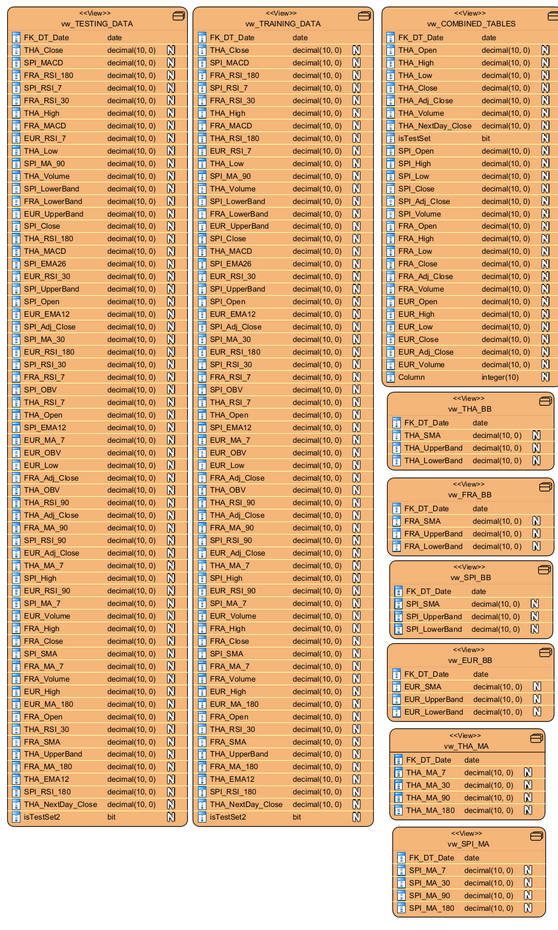 <<View>>
vw_TESTING_DATA
FK_DT_Date date
THA_Close decimal(10, 0) N
SPI_MACD decimal(10, 0) N
FRA_RSI_180 decimal(10, 0) N
SPI_RSI_7 decimal(10, 0) N
FRA_RSI_30 decimal(10, 0) N
THA_High decimal(10, 0) N
FRA_MACD decimal(10, 0) N
EUR_RSI_7 decimal(10, 0) N
THA_Low decimal(10, 0) N
SPI_MA_90 decimal(10, 0) N
THA_Volume decimal(10, 0) N
SPI_LowerBand decimal(10, 0) N
FRA_LowerBand decimal(10, 0) N
EUR_UpperBand decimal(10, 0) N
SPI_Close decimal(10, 0) N
THA_RSI_180 decimal(10, 0) N
THA_MACD decimal(10, 0) N
SPI_EMA26 decimal(10, 0) N
EUR_RSI_30 decimal(10, 0) N
SPI_UpperBand decimal(10, 0) N
SPI_Open decimal(10, 0) N
EUR_EMA12 decimal(10, 0) N
SPI_Adj_Close decimal(10, 0) N
SPI_MA_30 decimal(10, 0) N
EUR_RSI_180 decimal(10, 0) N
SPI_RSI_30 decimal(10, 0) N
FRA_RSI_7 decimal(10, 0) N
SPI_OBV decimal(10, 0) N
THA_RSI_7 decimal(10, 0) N
THA_Open decimal(10, 0) N
SPI_EMA12 decimal(10, 0) N
EUR_MA_7 decimal(10, 0) N
EUR_OBV decimal(10, 0) N
EUR_Low decimal(10, 0) N
FRA_Adj_Close decimal(10, 0) N
THA_OBV decimal(10, 0) N
THA_RSI_90 decimal(10, 0) N
THA_Adj_Close decimal(10, 0) N
FRA_MA_90 decimal(10, 0) N
SPI_RSI_90 decimal(10, 0) N
EUR_Adj_Close decimal(10, 0) N
THA_MA_7 decimal(10, 0) N
SPI_High decimal(10, 0) N
EUR_RSI_90 decimal(10, 0) N
SPI_MA_7 decimal(10, 0) N
EUR_Volume decimal(10, 0) N
FRA_High decimal(10, 0) N
FRA_Close decimal(10, 0) N
SPI_SMA decimal(10, 0) N
FRA_MA_7 decimal(10, 0) N
FRA_Volume decimal(10, 0) N
EUR_High decimal(10, 0) N
EUR_MA_180 decimal(10, 0) N
FRA_Open decimal(10, 0) N
THA_RSI_30 decimal(10, 0) N
FRA_SMA decimal(10, 0) N
THA_UpperBand decimal(10, 0) N
FRA_MA_180 decimal(10, 0) N
THA_EMA12 decimal(10, 0) N
SPI_RSI_180 decimal(10, 0) N
THA_NextDay_Close decimal(10, 0) N
isTestSet2 bit N
<<View>>
vw_TRAINING_DATA
FK_DT_Date date
THA_Close decimal(10, 0) N
SPI_MACD decimal(10, 0) N
FRA_RSI_180 decimal(10, 0) N
SPI_RSI_7 decimal(10, 0) N
FRA_RSI_30 decimal(10, 0) N
THA_High decimal(10, 0) N
FRA_MACD decimal(10, 0) N
THA_RSI_180 decimal(10, 0) N
EUR_RSI_7 decimal(10, 0) N
THA_Low decimal(10, 0) N
SPI_MA_90 decimal(10, 0) N
THA_Volume decimal(10, 0) N
SPI_LowerBand decimal(10, 0) N
FRA_LowerBand decimal(10, 0) N
EUR_UpperBand decimal(10, 0) N
SPI_Close decimal(10, 0) N
THA_MACD decimal(10, 0) N
SPI_EMA26 decimal(10, 0) N
EUR_RSI_30 decimal(10, 0) N
SPI_UpperBand decimal(10, 0) N
SPI_Open decimal(10, 0) N
EUR_EMA12 decimal(10, 0) N
SPI_Adj_Close decimal(10, 0) N
SPI_MA_30 decimal(10, 0) N
EUR_RSI_180 decimal(10, 0) N
SPI_RSI_30 decimal(10, 0) N
FRA_RSI_7 decimal(10, 0) N
SPI_OBV decimal(10, 0) N
THA_RSI_7 decimal(10, 0) N
THA_Open decimal(10, 0) N
SPI_EMA12 decimal(10, 0) N
EUR_MA_7 decimal(10, 0) N
EUR_OBV decimal(10, 0) N
EUR_Low decimal(10, 0) N
FRA_Adj_Close decimal(10, 0) N
THA_OBV decimal(10, 0) N
THA_RSI_90 decimal(10, 0) N
THA_Adj_Close decimal(10, 0) N
FRA_MA_90 decimal(10, 0) N
SPI_RSI_90 decimal(10, 0) N
EUR_Adj_Close decimal(10, 0) N
THA_MA_7 decimal(10, 0) N
SPI_High decimal(10, 0) N
EUR_RSI_90 decimal(10, 0) N
SPI_MA_7 decimal(10, 0) N
EUR_Volume decimal(10, 0) N
FRA_High decimal(10, 0) N
FRA_Close decimal(10, 0) N
SPI_SMA decimal(10, 0) N
FRA_MA_7 decimal(10, 0) N
FRA_Volume decimal(10, 0) N
EUR_High decimal(10, 0) N
EUR_MA_180 decimal(10, 0) N
FRA_Open decimal(10, 0) N
THA_RSI_30 decimal(10, 0) N
FRA_SMA decimal(10, 0) N
THA_UpperBand decimal(10, 0) N
FRA_MA_180 decimal(10, 0) N
THA_EMA12 decimal(10, 0) N
SPI_RSI_180 decimal(10, 0) N
THA_NextDay_Close decimal(10, 0) N
isTestSet2 bit N
<<View>>
vw_COMBINED_TABLES
FK_DT_Date date
THA_Open decimal(10, 0) N
THA_High decimal(10, 0) N
THA_Low decimal(10, 0) N
THA_Close decimal(10, 0) N
THA_Adj_Close decimal(10, 0) N
THA_Volume decimal(10, 0) N
THA_NextDay_Close decimal(10, 0) N
isTestSet bit N
SPI_Open decimal(10, 0) N
SPI_High decimal(10, 0) N
SPI_Low decimal(10, 0) N
SPI_Close decimal(10, 0) N
SPI_Adj_Close decimal(10, 0) N
SPI_Volume decimal(10, 0) N
FRA_Open decimal(10, 0) N
FRA_High decimal(10, 0) N
FRA_Low decimal(10, 0) N
FRA_Close decimal(10, 0) N
FRA_Adj_Close decimal(10, 0) N
FRA_Volume decimal(10, 0) N
EUR_Open decimal(10, 0) N
EUR_High decimal(10, 0) N
EUR_Low decimal(10, 0) N
EUR_Close decimal(10, 0) N
EUR_Adj_Close decimal(10, 0) N
EUR_Volume decimal(10, 0) N
Column integer(10) N
<<View>>
vw_THA_BB
FK_DT_Date date
THA_SMA decimal(10, 0) N
THA_UpperBand decimal(10, 0) N
THA_LowerBand decimal(10, 0) N
<<View>>
vw_FRA_BB
FK_DT_Date date
FRA_SMA decimal(10, 0) N
FRA_UpperBand decimal(10, 0) N
FRA_LowerBand decimal(10, 0) N
<<View>>
vw_SPI_BB
FK_DT_Date date
SPI_SMA decimal(10, 0) N
SPI_UpperBand decimal(10, 0) N
SPI_LowerBand decimal(10, 0) N
<<View>>
vw_EUR_BB
FK_DT_Date date
EUR_SMA decimal(10, 0) N
EUR_UpperBand decimal(10, 0) N
EUR_LowerBand decimal(10, 0) N
<<View>>
vw_THA_MA
FK_DT_Date date
THA_MA_7 decimal(10, 0) N
THA_MA_30 decimal(10, 0) N
THA_MA_90 decimal(10, 0) N
THA_MA_180 decimal(10, 0) N
<<View>>
vw_SPI_MA
FK_DT_Date date
SPI_MA_7 decimal(10, 0) N
SPI_MA_30 decimal(10, 0) N
SPI_MA_90 decimal(10, 0) N
SPI_MA_180 decimal(10, 0) N